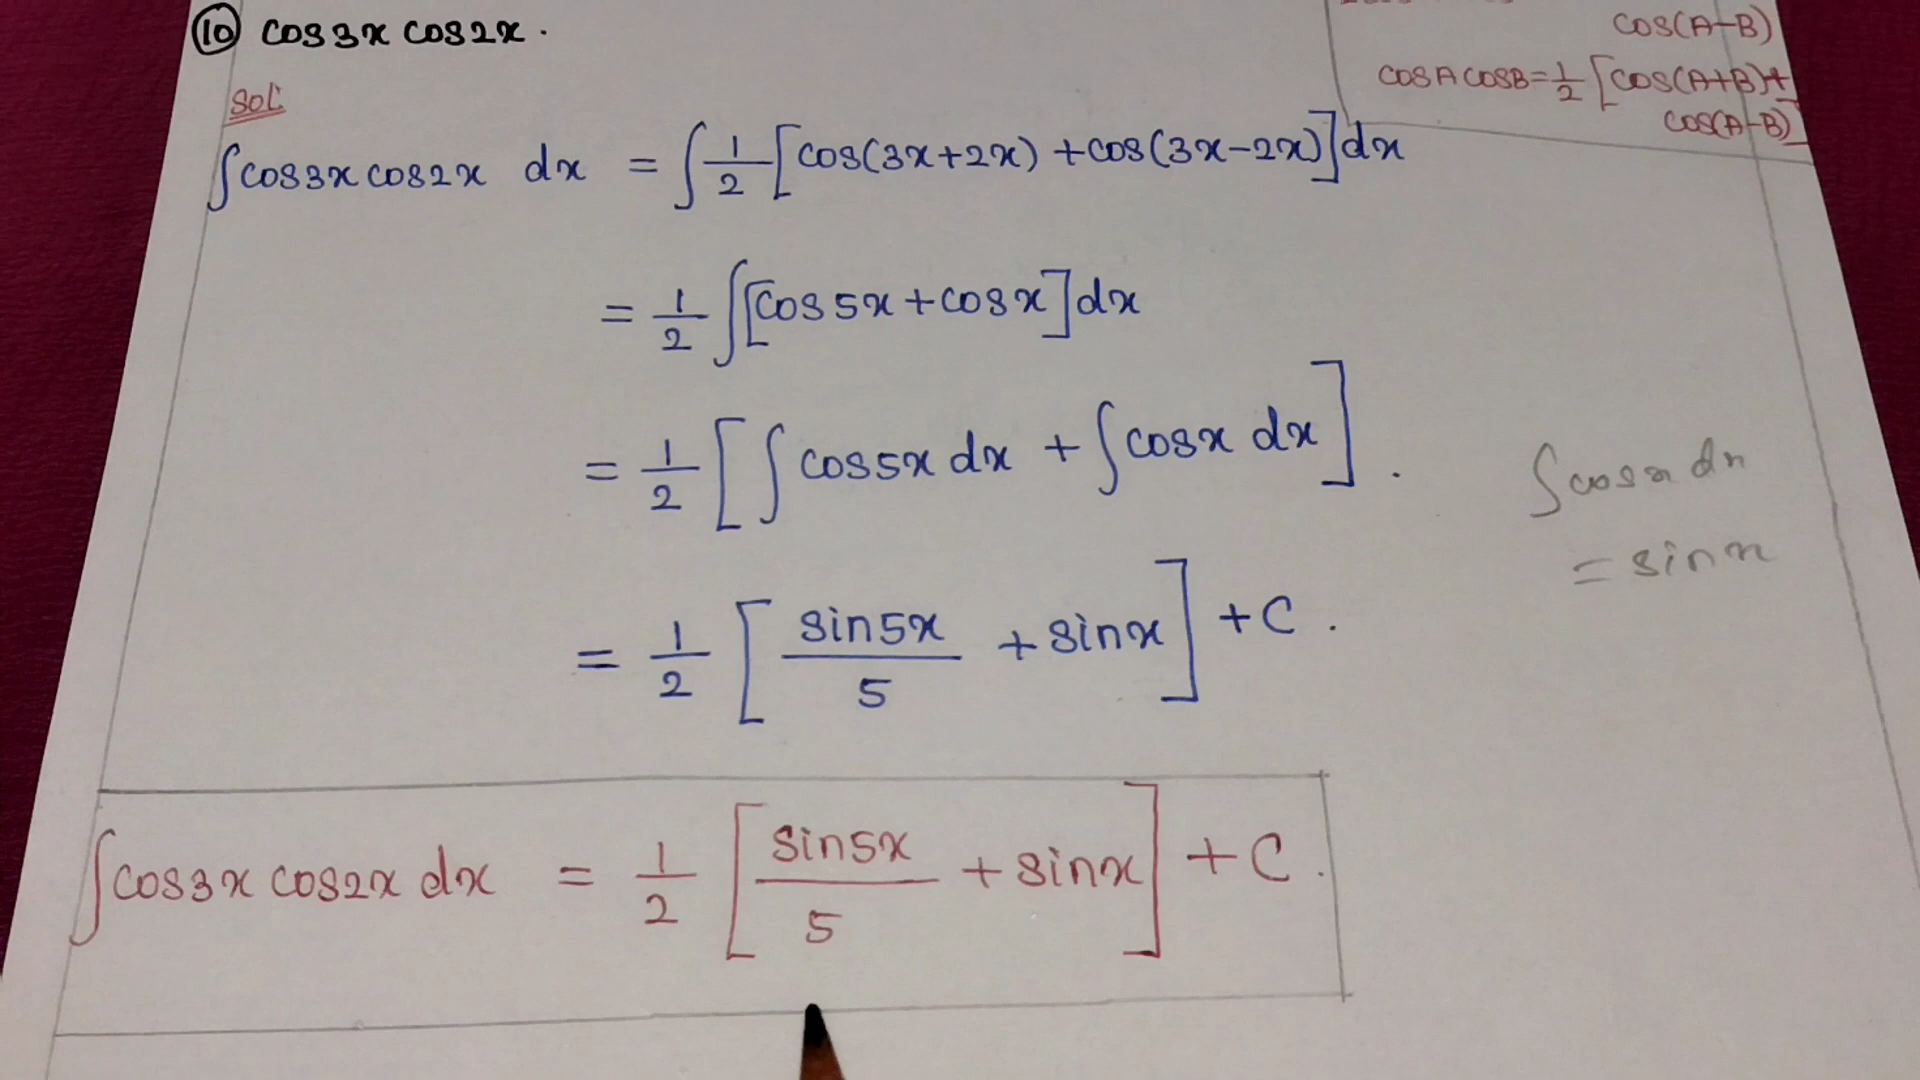 ⑩ cos3x cos2x.
cos(A-B)
cosAcosB=1/2[cos(A+B)+
cos(A-B)]
Sol:
∫cos3x cos2x dx = ∫1/2[cos(3x+2x)+cos(3x-2x)]dx
= 1/2∫[cos5x+cosx]dx
= 1/2[∫cos5x dx + ∫cosx dx].
∫cosx dx
= sinx
= 1/2[sin5x/5 + sinx] + C.
∫cos3x cos2x dx = 1/2[sin5x/5 + sinx] + C.